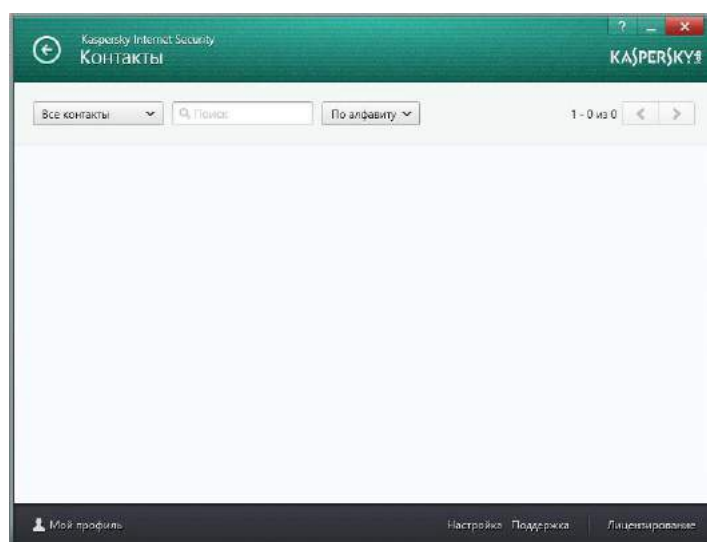 Kaspersky Internet Security
Контакты
? _ ×
KASPERSKY
Все контакты
Поиск
По алфавиту
1 - 0 из 0
Мой профиль
Настройка Поддержка Лицензирование